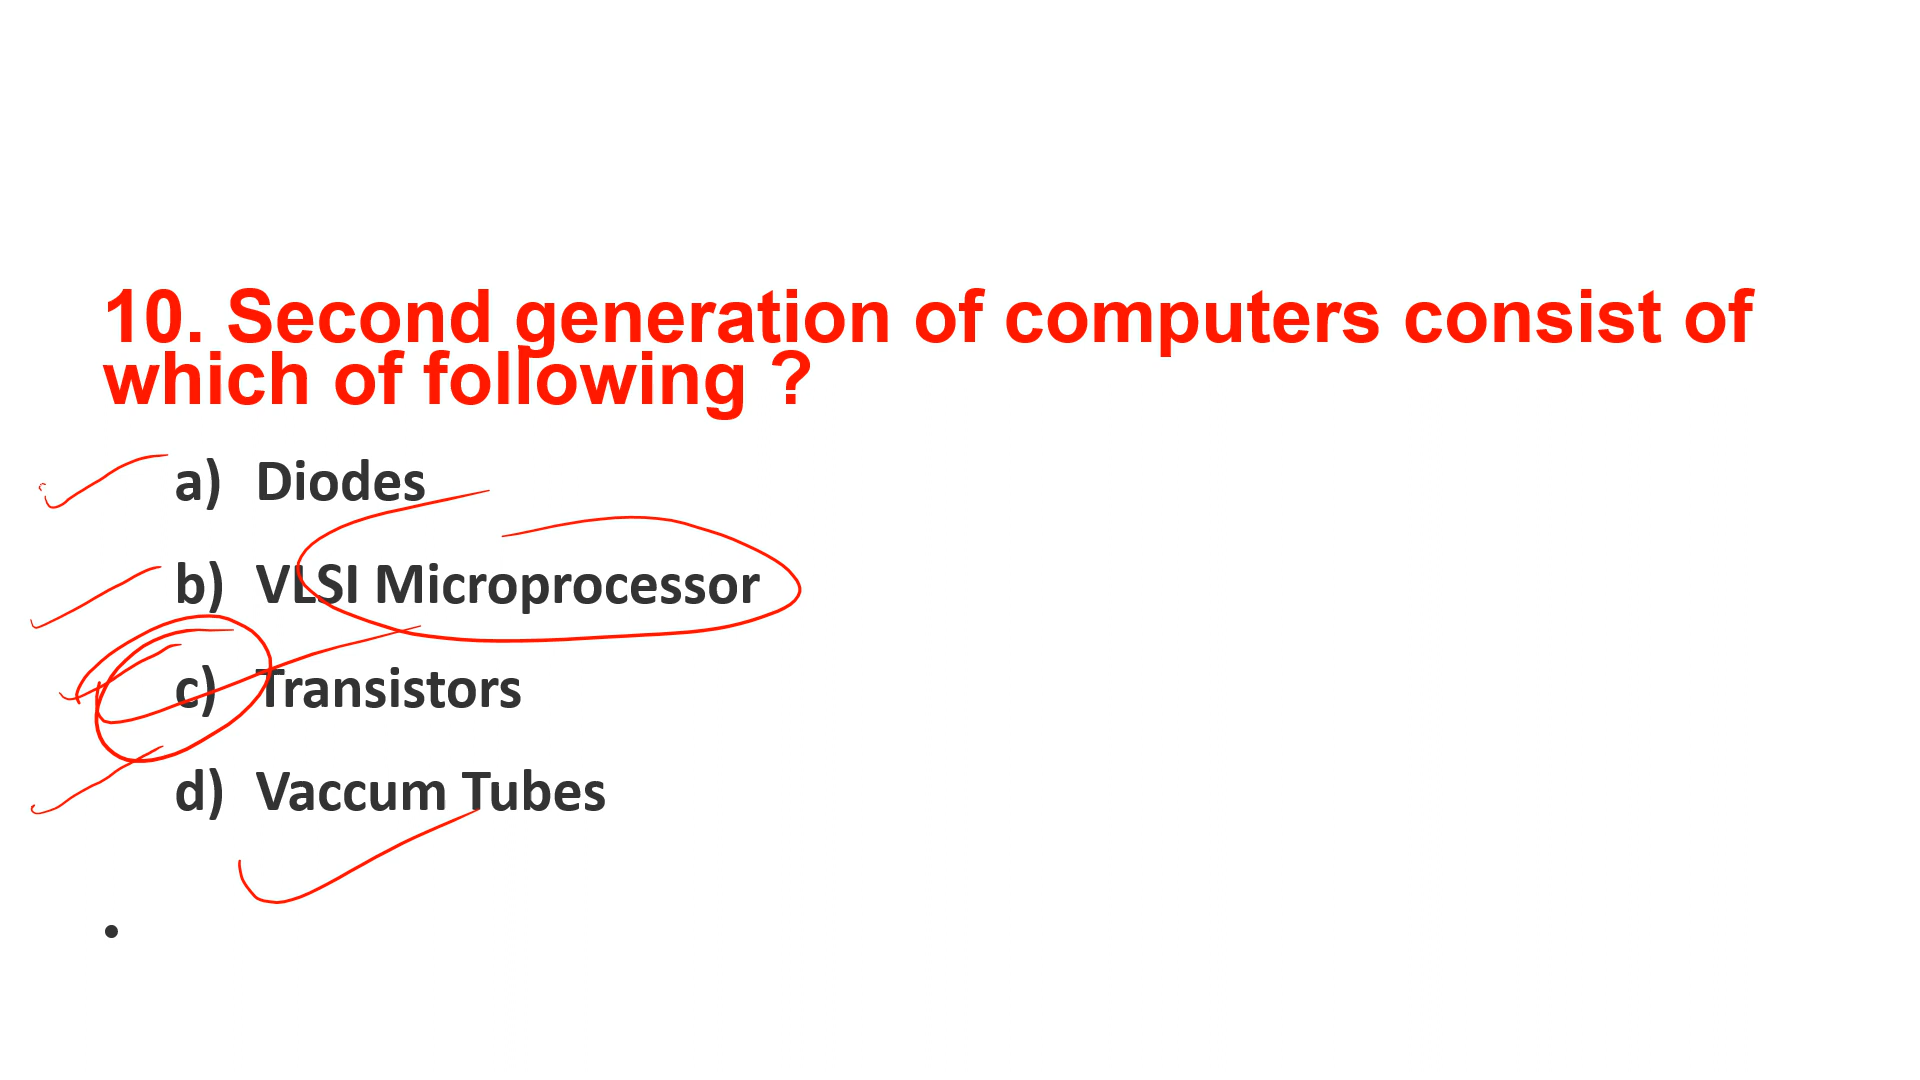 10. Second generation of computers consist of
which of following ?
a) Diodes
b) VLSI Microprocessor
c) Transistors
d) Vaccum Tubes
•